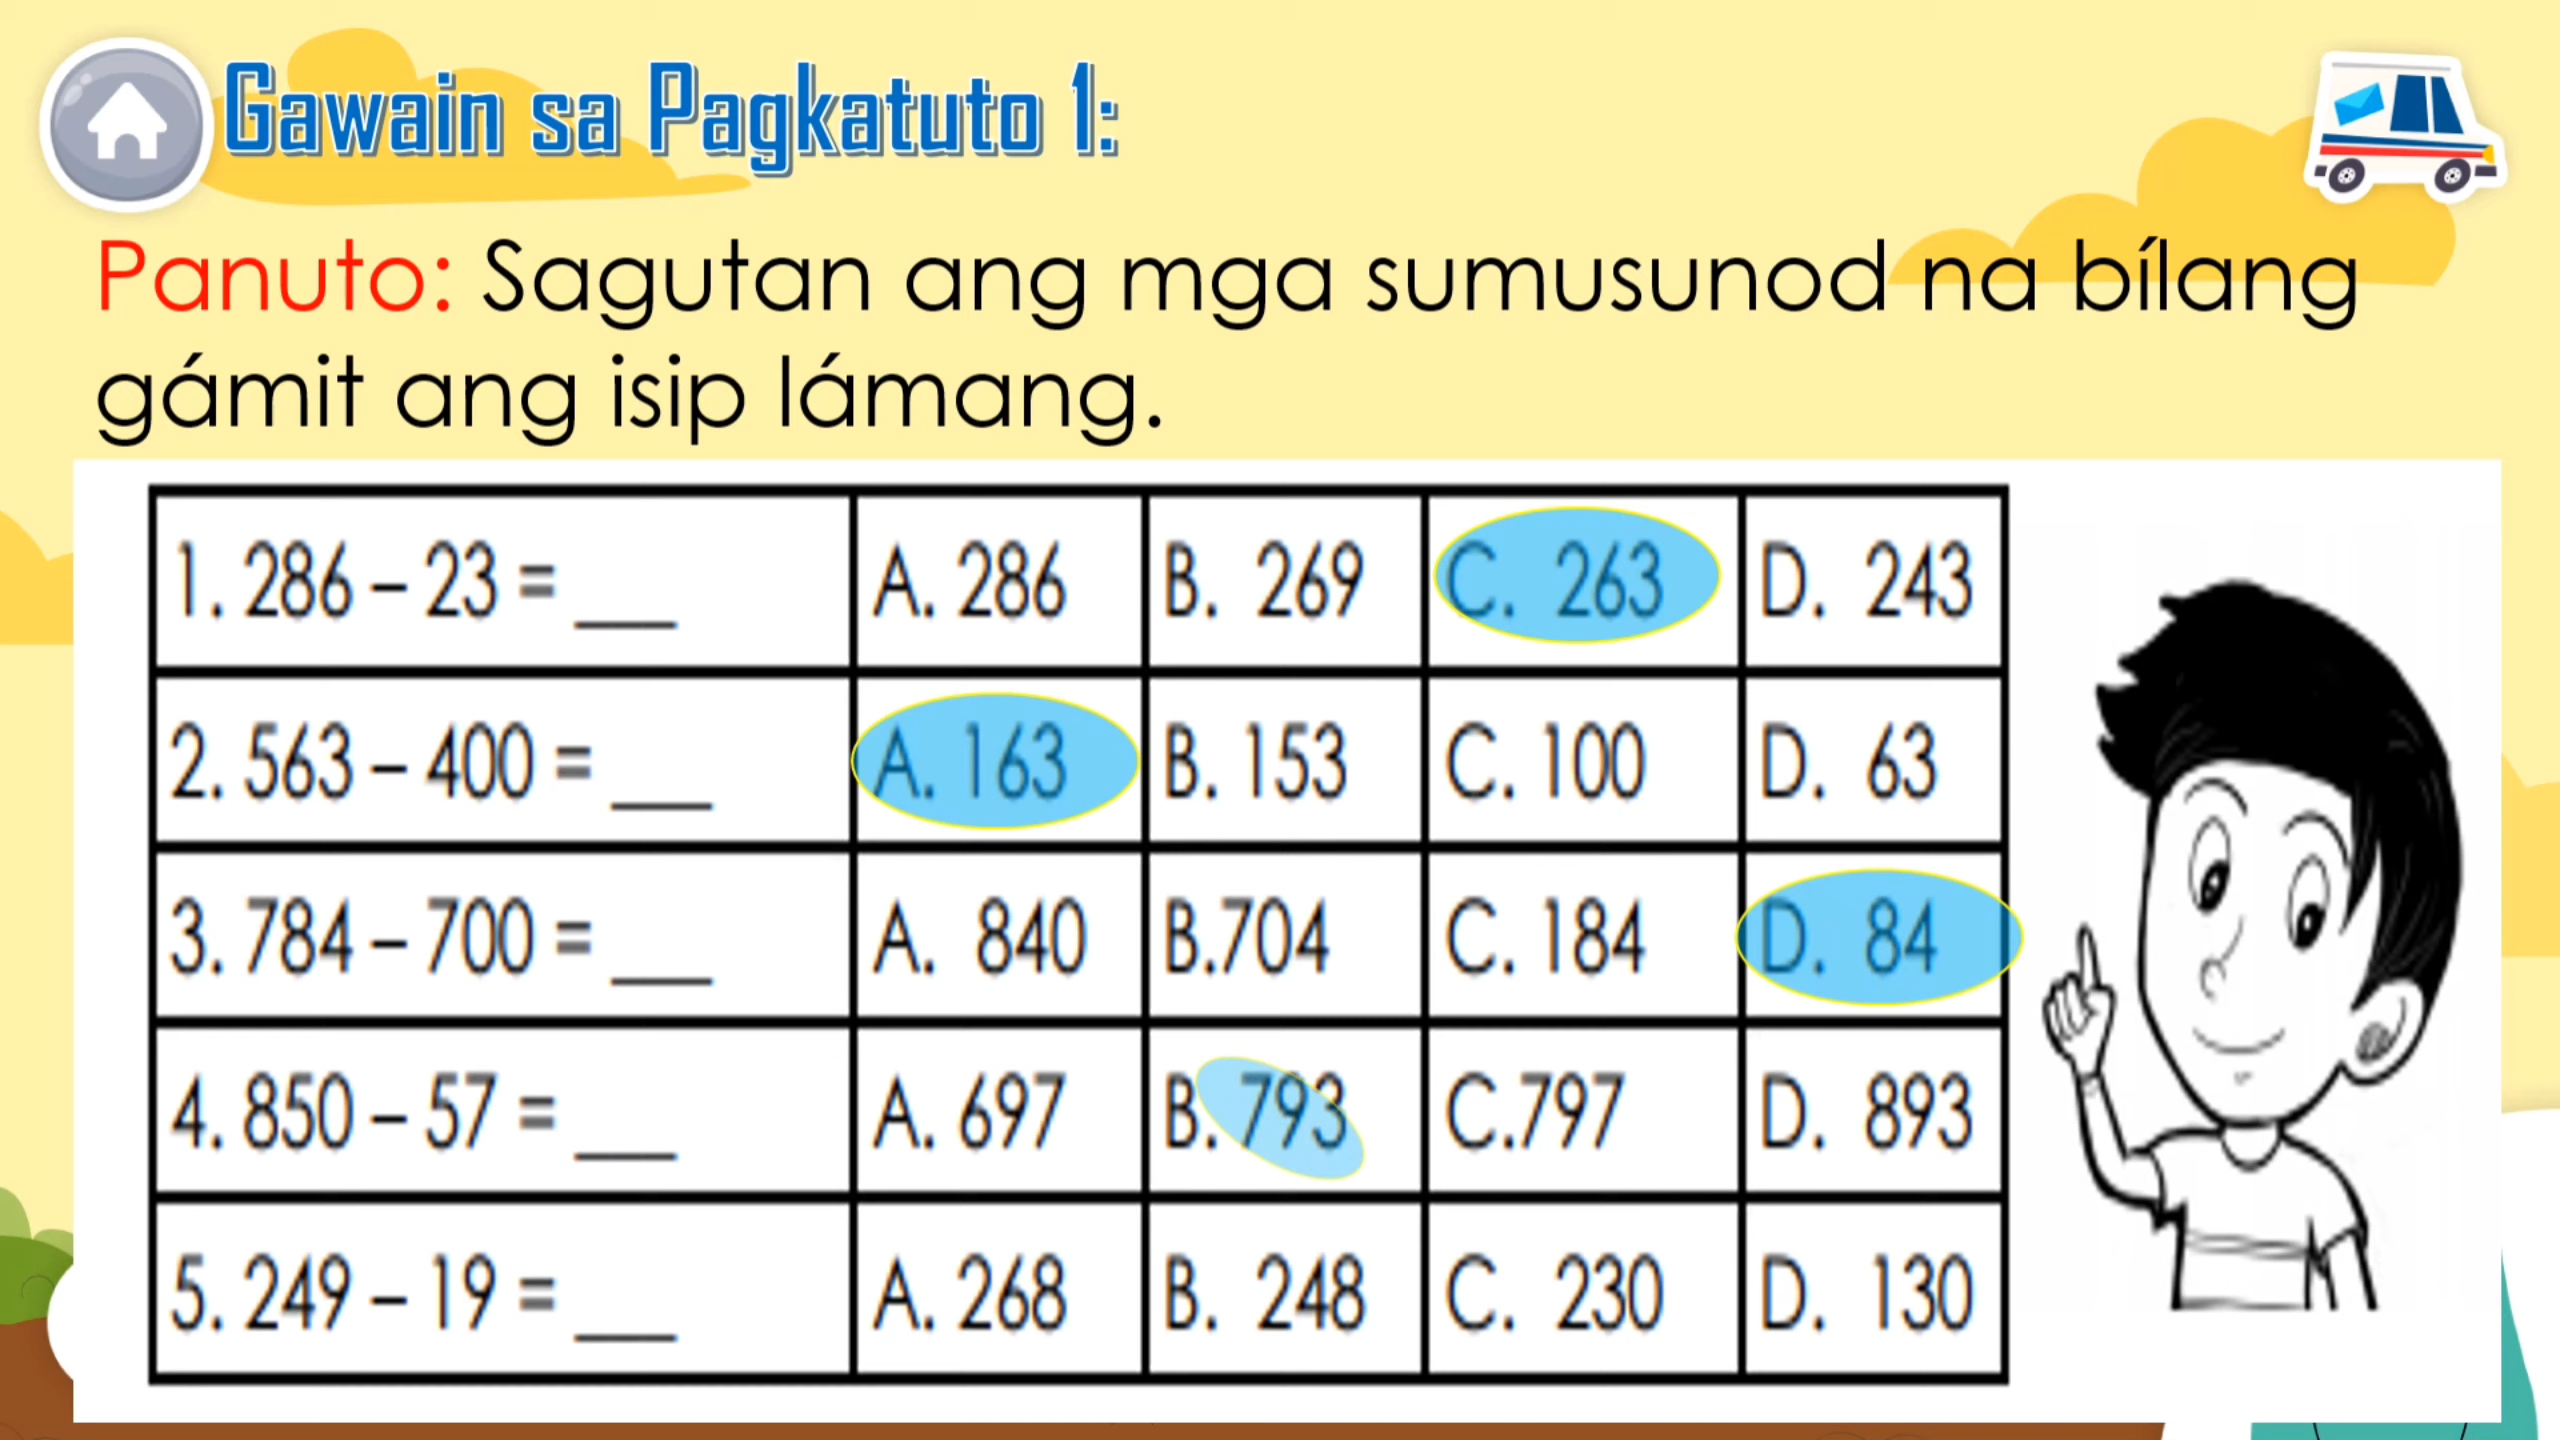 Gawain sa Pagkatuto 1:
Panuto: Sagutan ang mga sumusunod na bílang
gámit ang isip lámang.
1. 286 – 23 = ___ A. 286 B. 269 C. 263 D. 243
2. 563 – 400 = ___ A. 163 B. 153 C. 100 D. 63
3. 784 – 700 = ___ A. 840 B.704 C. 184 D. 84
4. 850 – 57 = ___ A. 697 B. 793 C.797 D. 893
5. 249 – 19 = ___ A. 268 B. 248 C. 230 D. 130